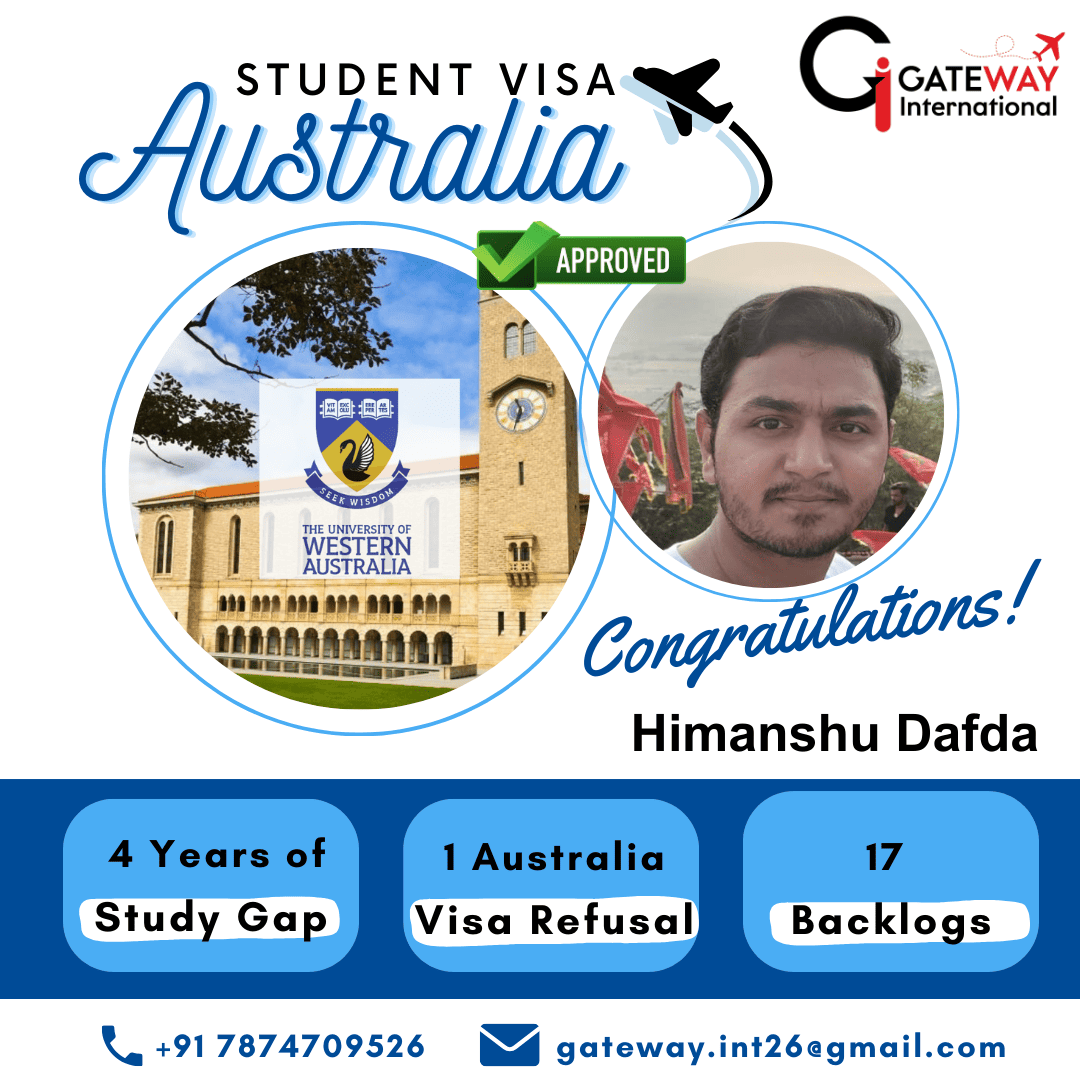 STUDENT VISA
Australia
Gi GATEWAY
International
APPROVED
VIT EXC ERE AB
AM OLU PER TES
SEEK WISDOM
THE UNIVERSITY OF
WESTERN
AUSTRALIA
Congratulations!
Himanshu Dafda
4 Years of
Study Gap
1 Australia
Visa Refusal
17
Backlogs
+91 7874709526
gateway.int26@gmail.com